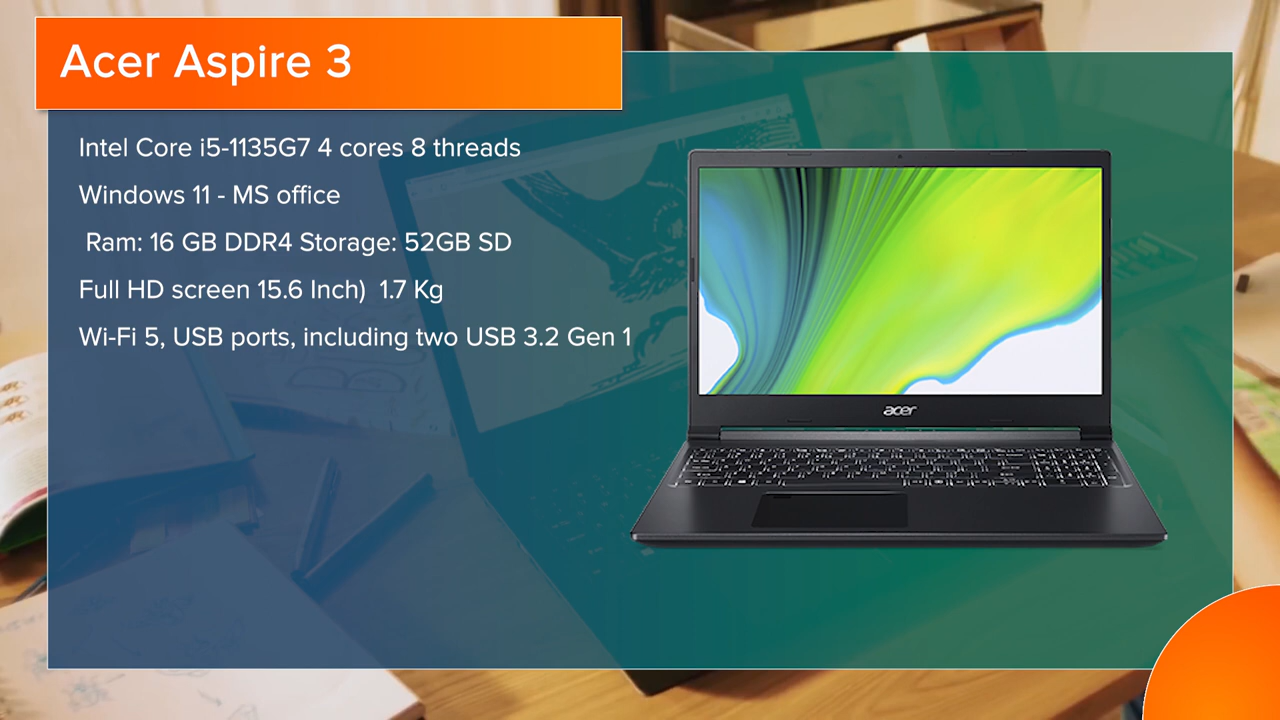 Acer Aspire 3
Intel Core i5-1135G7 4 cores 8 threads
Windows 11 - MS office
Ram: 16 GB DDR4 Storage: 52GB SD
Full HD screen 15.6 Inch)  1.7 Kg
Wi-Fi 5, USB ports, including two USB 3.2 Gen 1
acer